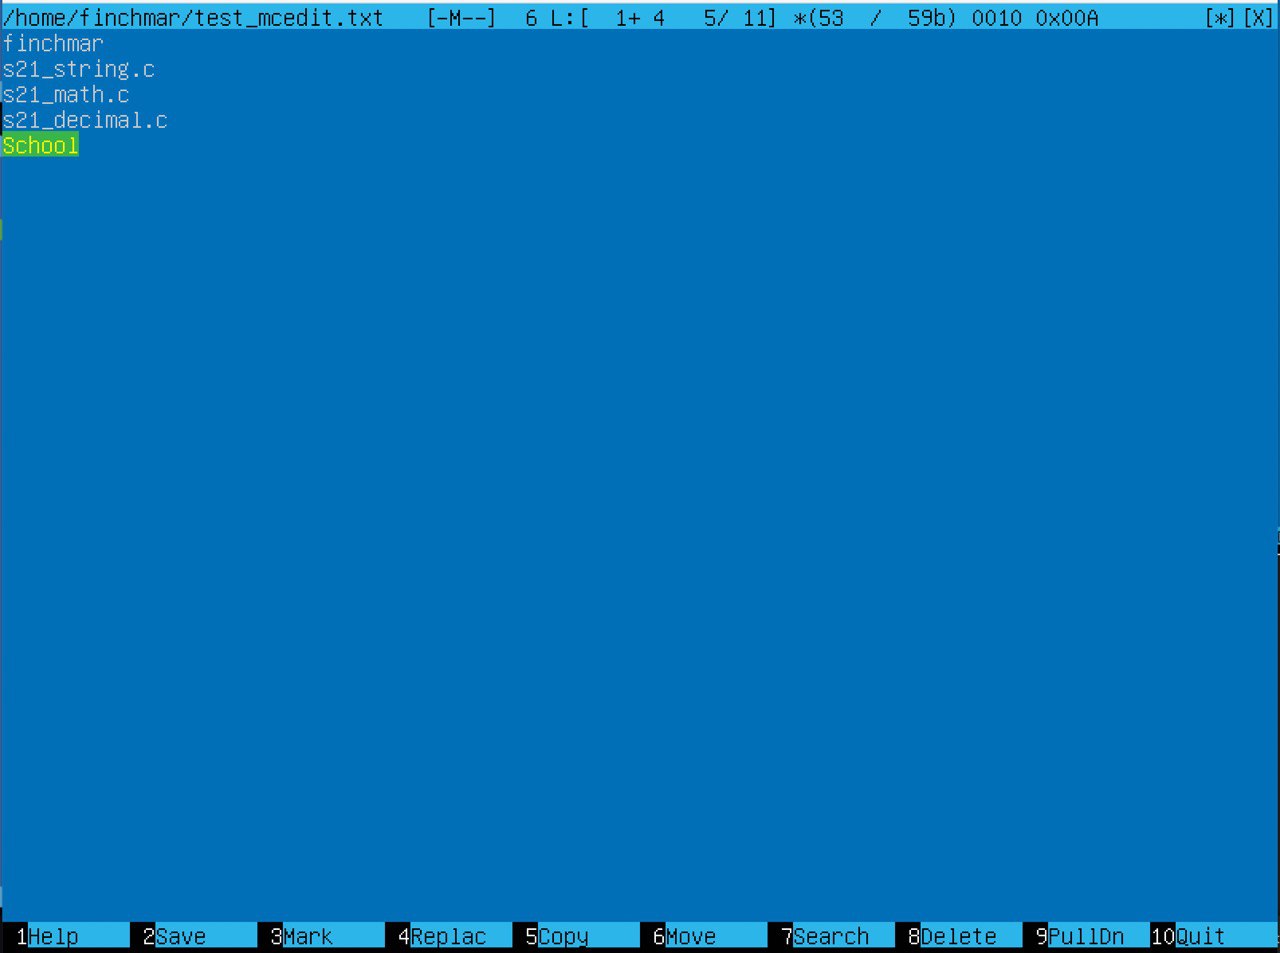 /home/finchmar/test_mcedit.txt [-M--] 6 L:[ 1+ 4 5/ 11] *(53 / 59b) 0010 0x00A [*][X]
finchmar
s21_string.c
s21_math.c
s21_decimal.c
School
1Help 2Save 3Mark 4Replac 5Copy 6Move 7Search 8Delete 9PullDn 10Quit